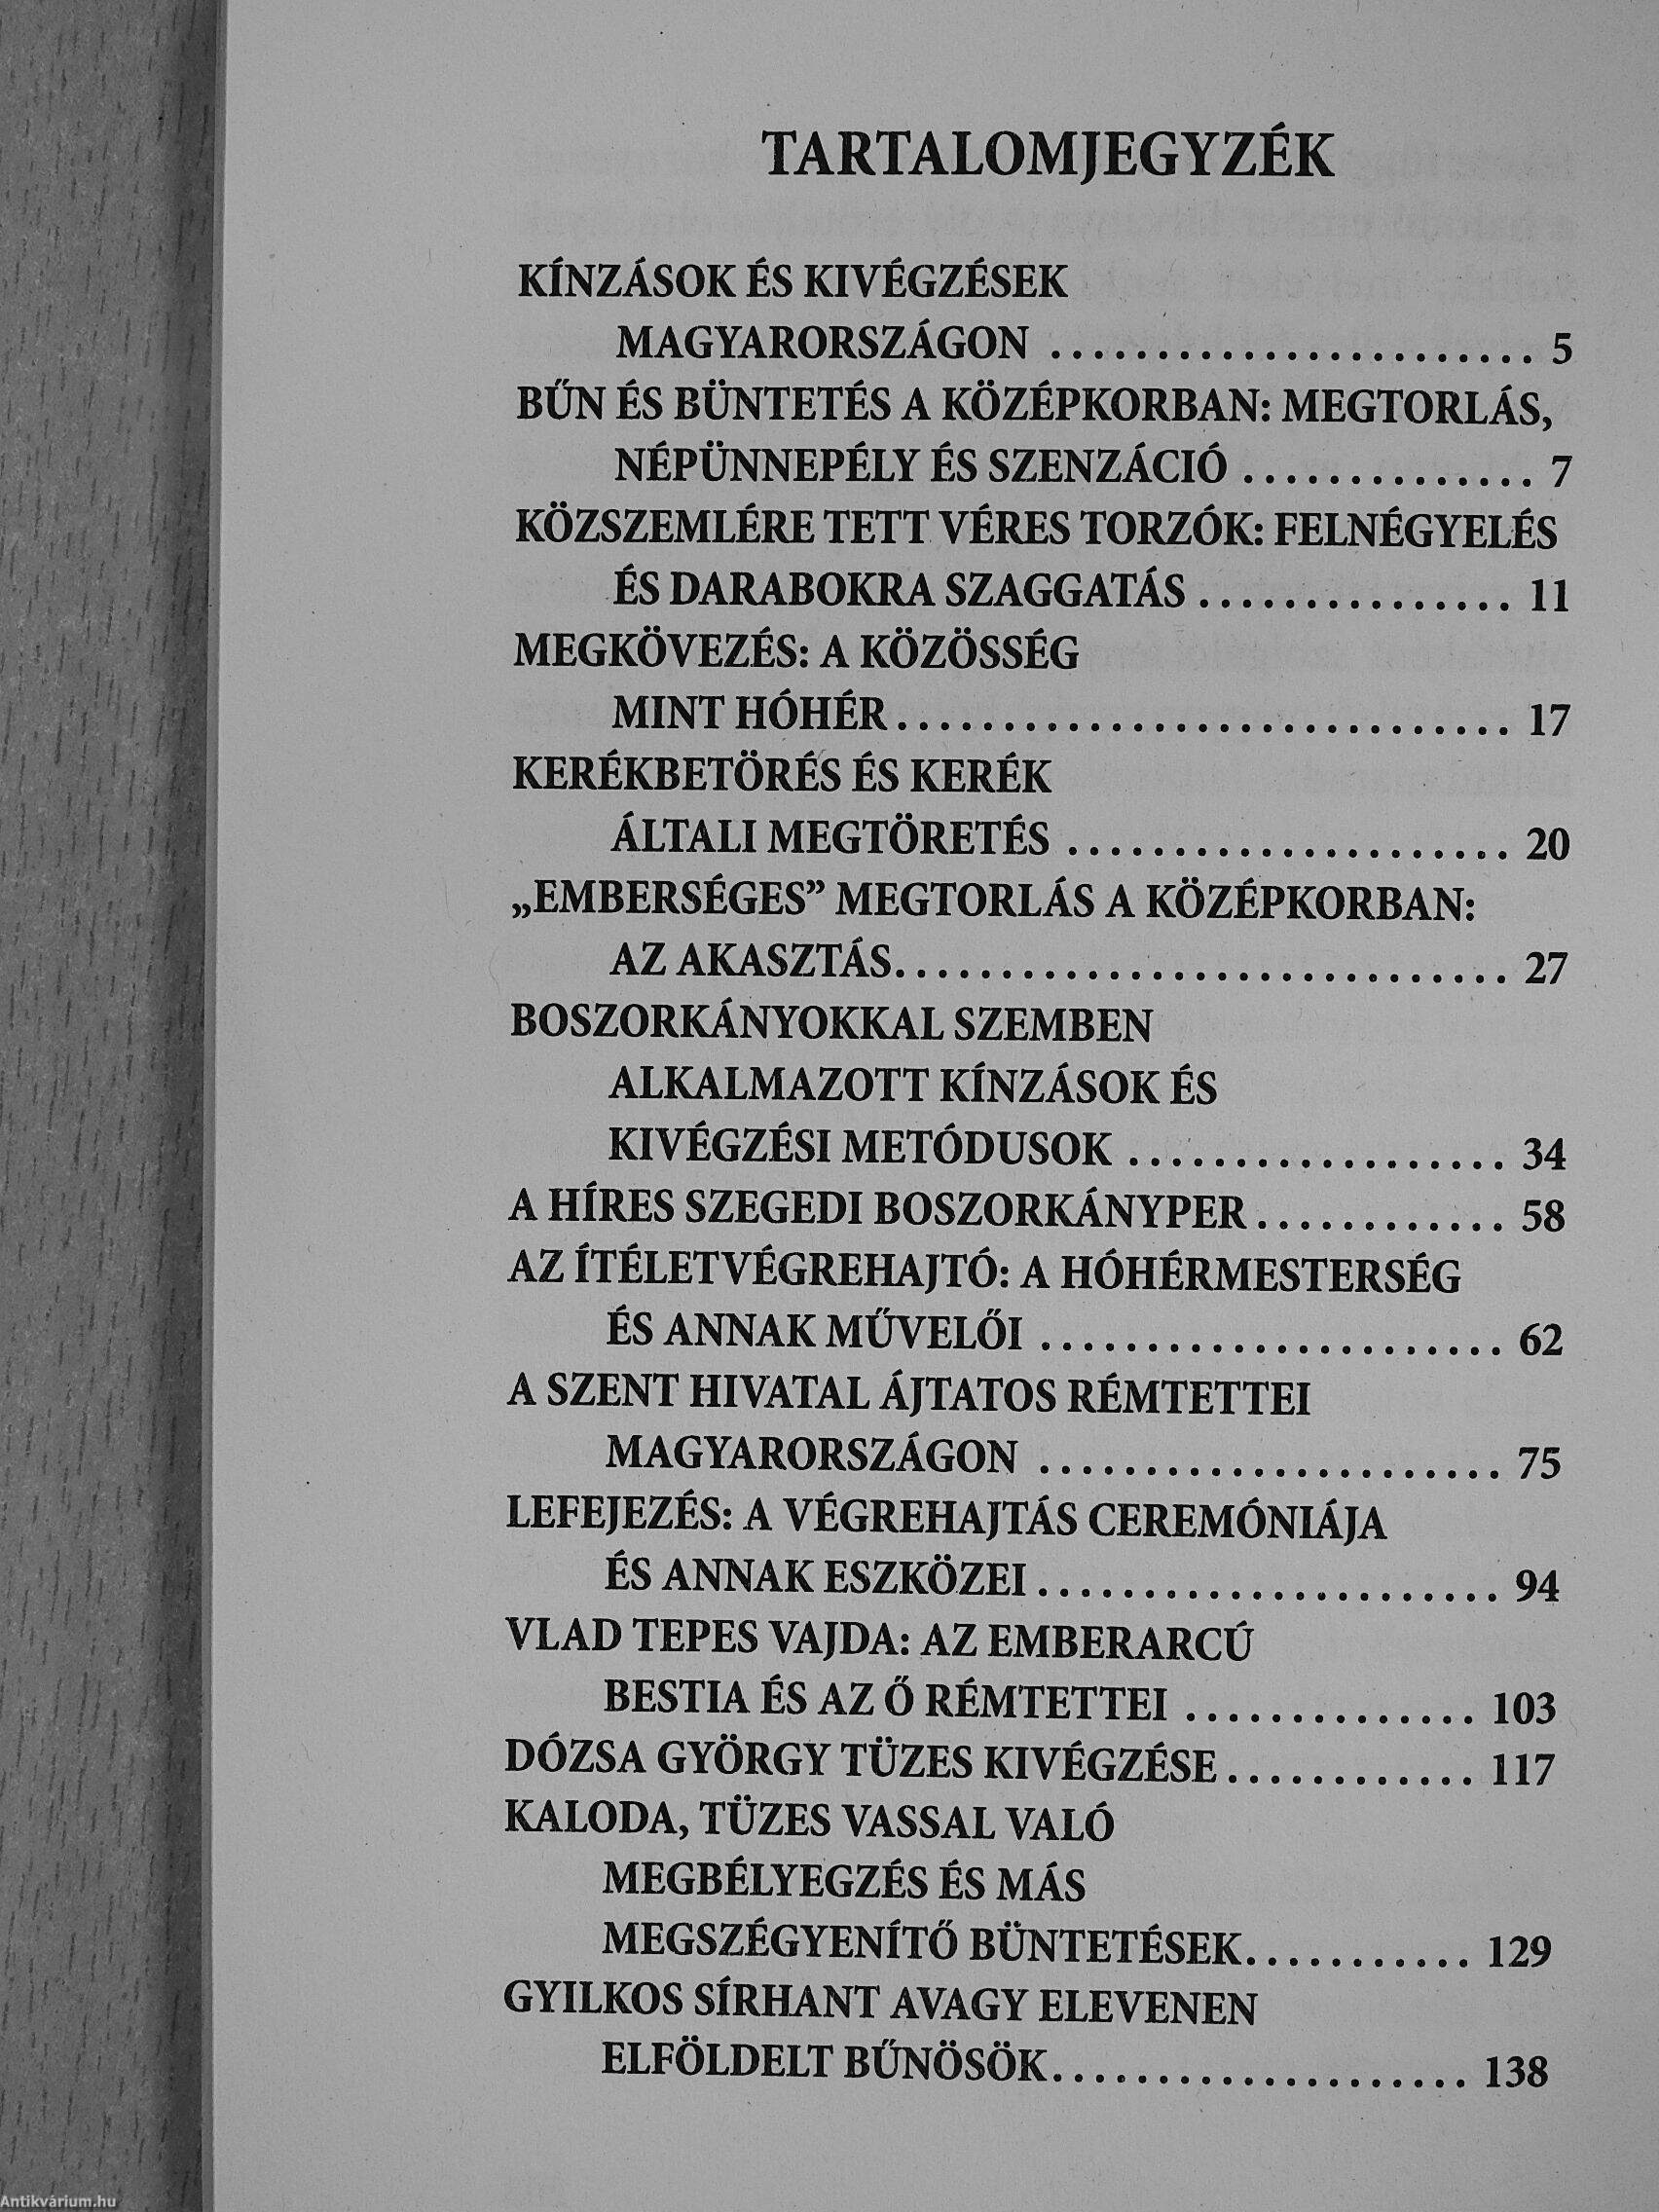 TARTALOMJEGYZÉK
KÍNZÁSOK ÉS KIVÉGZÉSEK
MAGYARORSZÁGON ....................... 5
BŰN ÉS BÜNTETÉS A KÖZÉPKORBAN: MEGTORLÁS,
NÉPÜNNEPÉLY ÉS SZENZÁCIÓ .............. 7
KÖZSZEMLÉRE TETT VÉRES TORZÓK: FELNÉGYELÉS
ÉS DARABOKRA SZAGGATÁS ............... 11
MEGKÖVEZÉS: A KÖZÖSSÉG
MINT HÓHÉR............................. 17
KERÉKBETÖRÉS ÉS KERÉK
ÁLTALI MEGTÖRETÉS ..................... 20
„EMBERSÉGES” MEGTORLÁS A KÖZÉPKORBAN:
AZ AKASZTÁS............................. 27
BOSZORKÁNYOKKAL SZEMBEN
ALKALMAZOTT KÍNZÁSOK ÉS
KIVÉGZÉSI METÓDUSOK .................. 34
A HÍRES SZEGEDI BOSZORKÁNYPER ............ 58
AZ ÍTÉLETVÉGREHAJTÓ: A HÓHÉRMESTERSÉG
ÉS ANNAK MŰVELŐI ...................... 62
A SZENT HIVATAL ÁJTATOS RÉMTETTEI
MAGYARORSZÁGON ...................... 75
LEFEJEZÉS: A VÉGREHAJTÁS CEREMÓNIÁJA
ÉS ANNAK ESZKÖZEI ...................... 94
VLAD TEPES VAJDA: AZ EMBERARCÚ
BESTIA ÉS AZ Ő RÉMTETTEI .............. 103
DÓZSA GYÖRGY TÜZES KIVÉGZÉSE ............ 117
KALODA, TÜZES VASSAL VALÓ
MEGBÉLYEGZÉS ÉS MÁS
MEGSZÉGYENÍTŐ BÜNTETÉSEK........... 129
GYILKOS SÍRHANT AVAGY ELEVENEN
ELFÖLDELT BŰNÖSÖK.................... 138
Antikvárium.hu